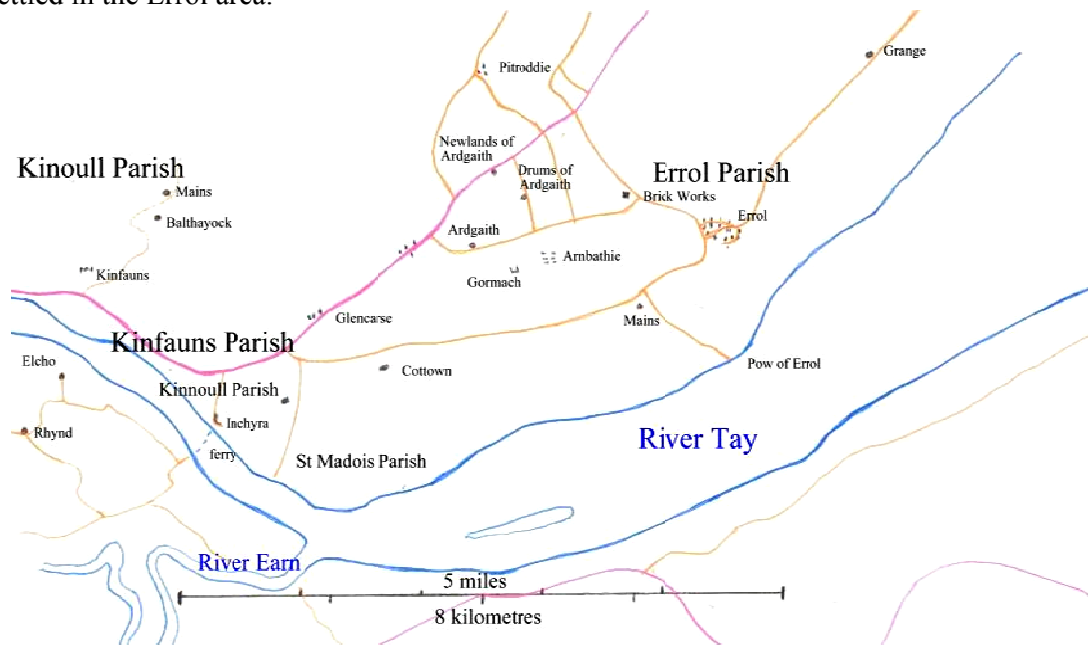 settled in the Errol area.
Grange
Pitroddie
Newlands of
Ardgaith
Kinoull Parish
Errol Parish
Drums of
Ardgaith
Mains
Brick Works
Balthayock
Errol
Ardgaith
Ambathie
Kinfauns
Gormach
Glencarse
Mains
Kinfauns Parish
Elcho
Pow of Errol
Cottown
Kinnoull Parish
Inchyra
Rhynd
River Tay
ferry
St Madois Parish
River Earn
5 miles
8 kilometres